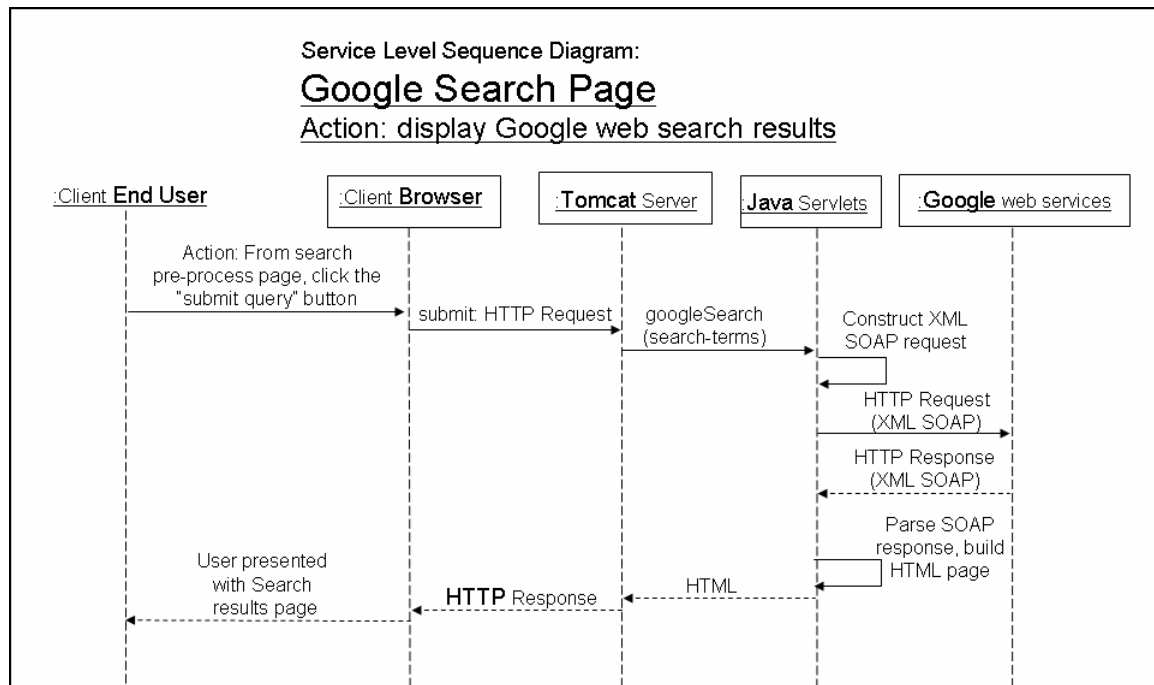 Service Level Sequence Diagram:
Google Search Page
Action: display Google web search results
:Client End User
:Client Browser
:Tomcat Server
:Java Servlets
:Google web services
Action: From search
pre-process page, click the
"submit query" button
submit: HTTP Request
googleSearch
(search-terms)
Construct XML
SOAP request
HTTP Request
(XML SOAP)
HTTP Response
(XML SOAP)
Parse SOAP
response, build
HTML page
HTML
HTTP Response
User presented
with Search
results page